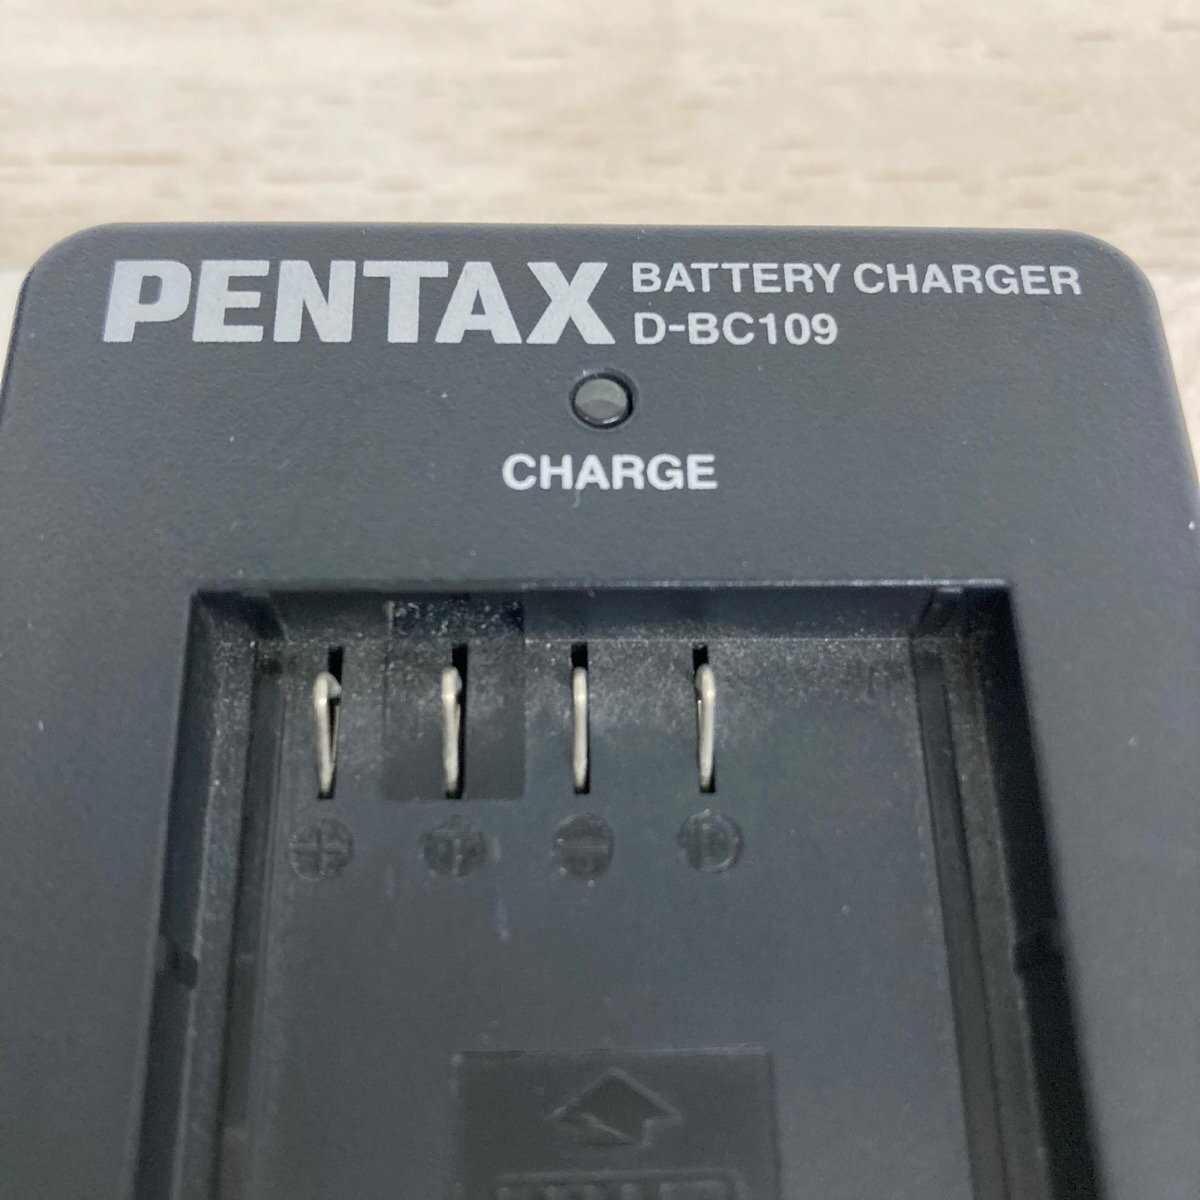 PENTAX BATTERY CHARGER
D-BC109
CHARGE
+ T - D